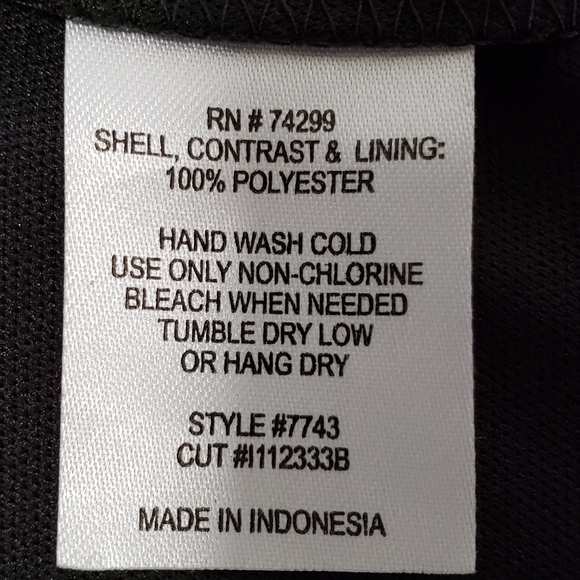 RN # 74299
SHELL, CONTRAST & LINING:
100% POLYESTER
HAND WASH COLD
USE ONLY NON-CHLORINE
BLEACH WHEN NEEDED
TUMBLE DRY LOW
OR HANG DRY
STYLE #7743
CUT #I112333B
MADE IN INDONESIA